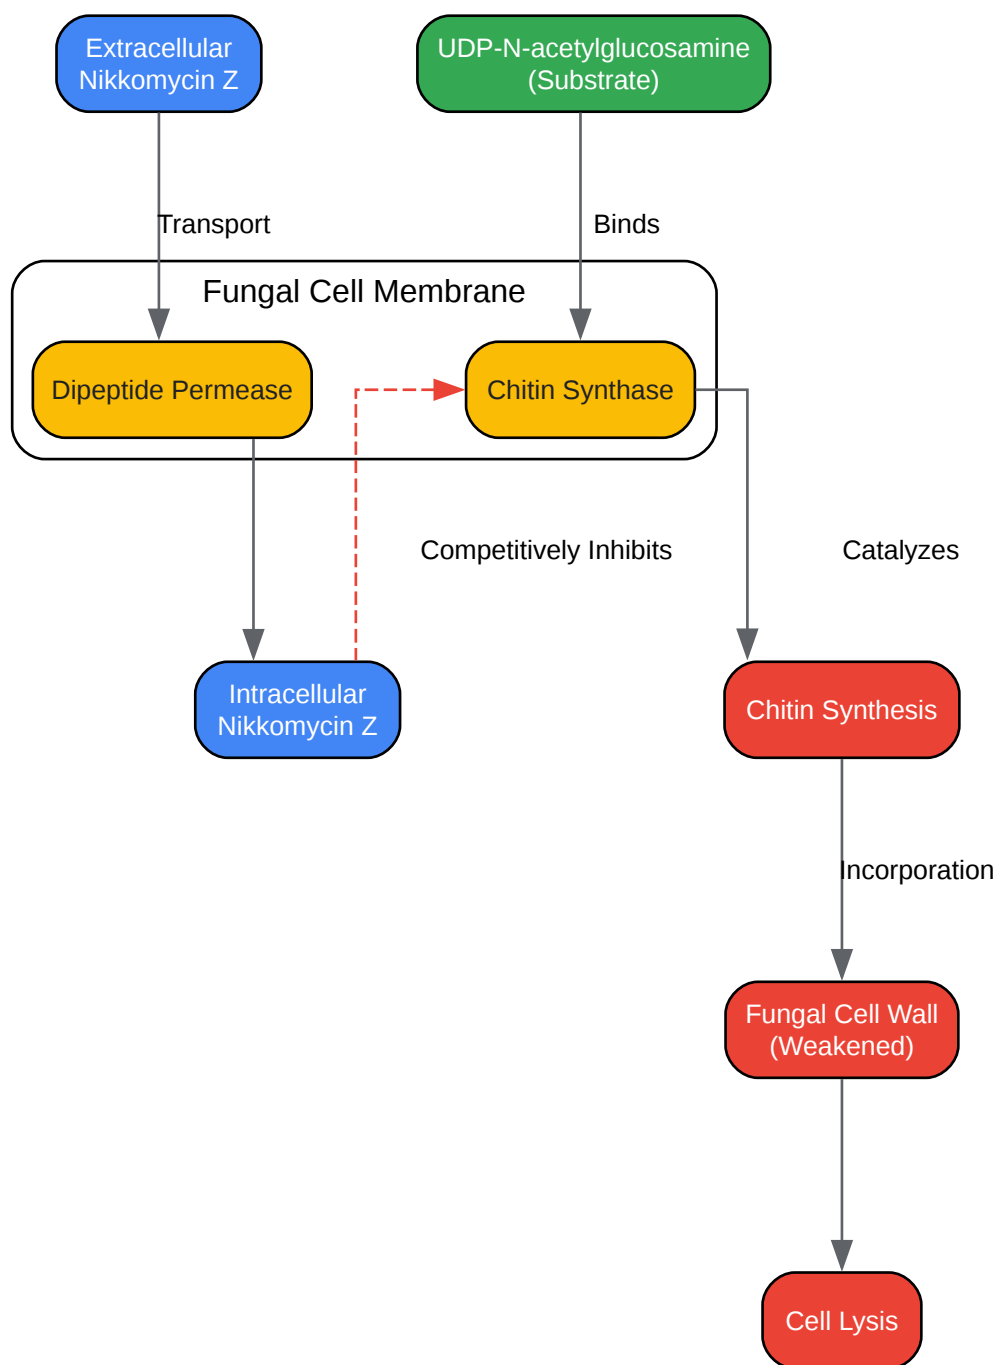 Extracellular
Nikkomycin Z
UDP-N-acetylglucosamine
(Substrate)
Transport
Binds
Fungal Cell Membrane
Dipeptide Permease
Chitin Synthase
Competitively Inhibits
Catalyzes
Intracellular
Nikkomycin Z
Chitin Synthesis
Incorporation
Fungal Cell Wall
(Weakened)
Cell Lysis